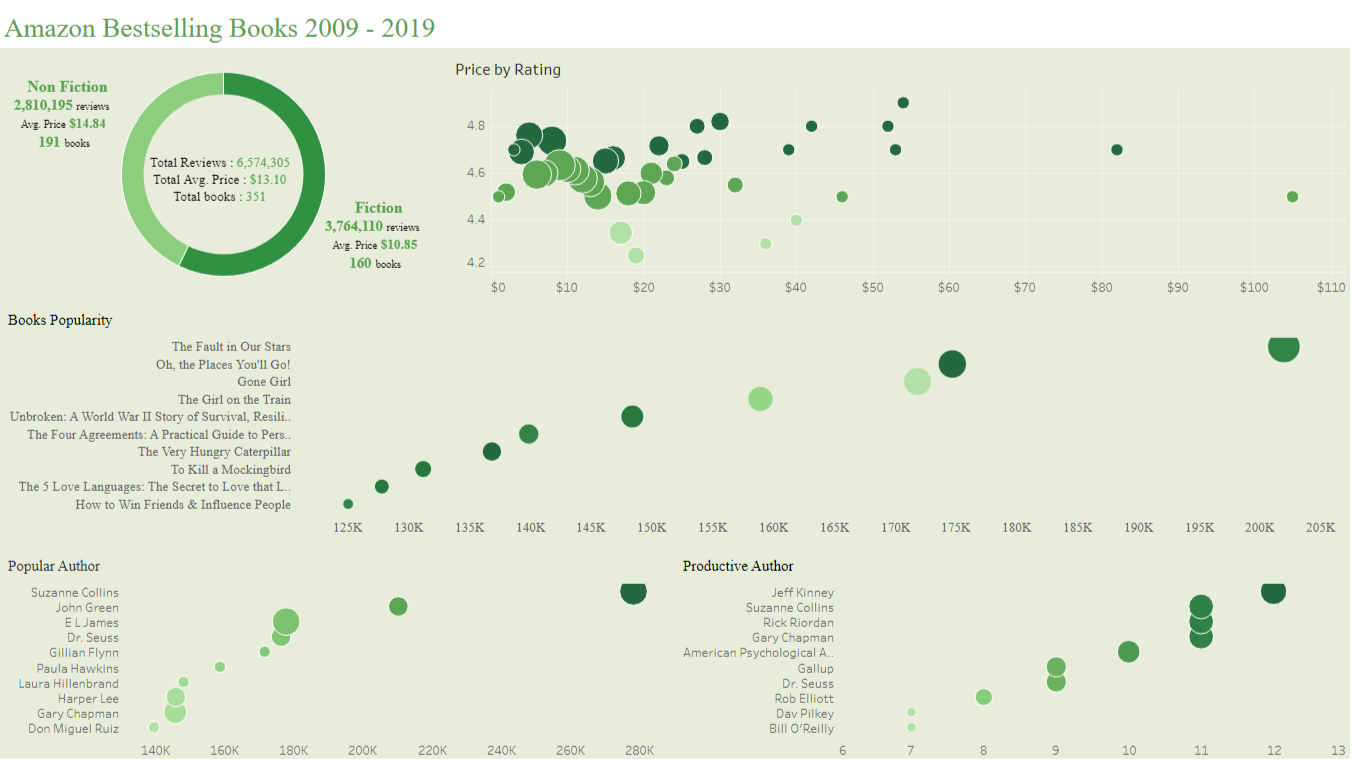 Amazon Bestselling Books 2009 - 2019
Non Fiction
2,810,195 reviews
Avg. Price $14.84
191 books
Total Reviews : 6,574,305
Total Avg. Price : $13.10
Total books : 351
Fiction
3,764,110 reviews
Avg. Price $10.85
160 books
Price by Rating
4.8
4.6
4.4
4.2
$0 $10 $20 $30 $40 $50 $60 $70 $80 $90 $100 $110
Books Popularity
The Fault in Our Stars
Oh, the Places You'll Go!
Gone Girl
The Girl on the Train
Unbroken: A World War II Story of Survival, Resili..
The Four Agreements: A Practical Guide to Pers..
The Very Hungry Caterpillar
To Kill a Mockingbird
The 5 Love Languages: The Secret to Love that L..
How to Win Friends & Influence People
125K 130K 135K 140K 145K 150K 155K 160K 165K 170K 175K 180K 185K 190K 195K 200K 205K
Popular Author
Suzanne Collins
John Green
E L James
Dr. Seuss
Gillian Flynn
Paula Hawkins
Laura Hillenbrand
Harper Lee
Gary Chapman
Don Miguel Ruiz
140K 160K 180K 200K 220K 240K 260K 280K
Productive Author
Jeff Kinney
Suzanne Collins
Rick Riordan
Gary Chapman
American Psychological A..
Gallup
Dr. Seuss
Rob Elliott
Dav Pilkey
Bill O'Reilly
6 7 8 9 10 11 12 13